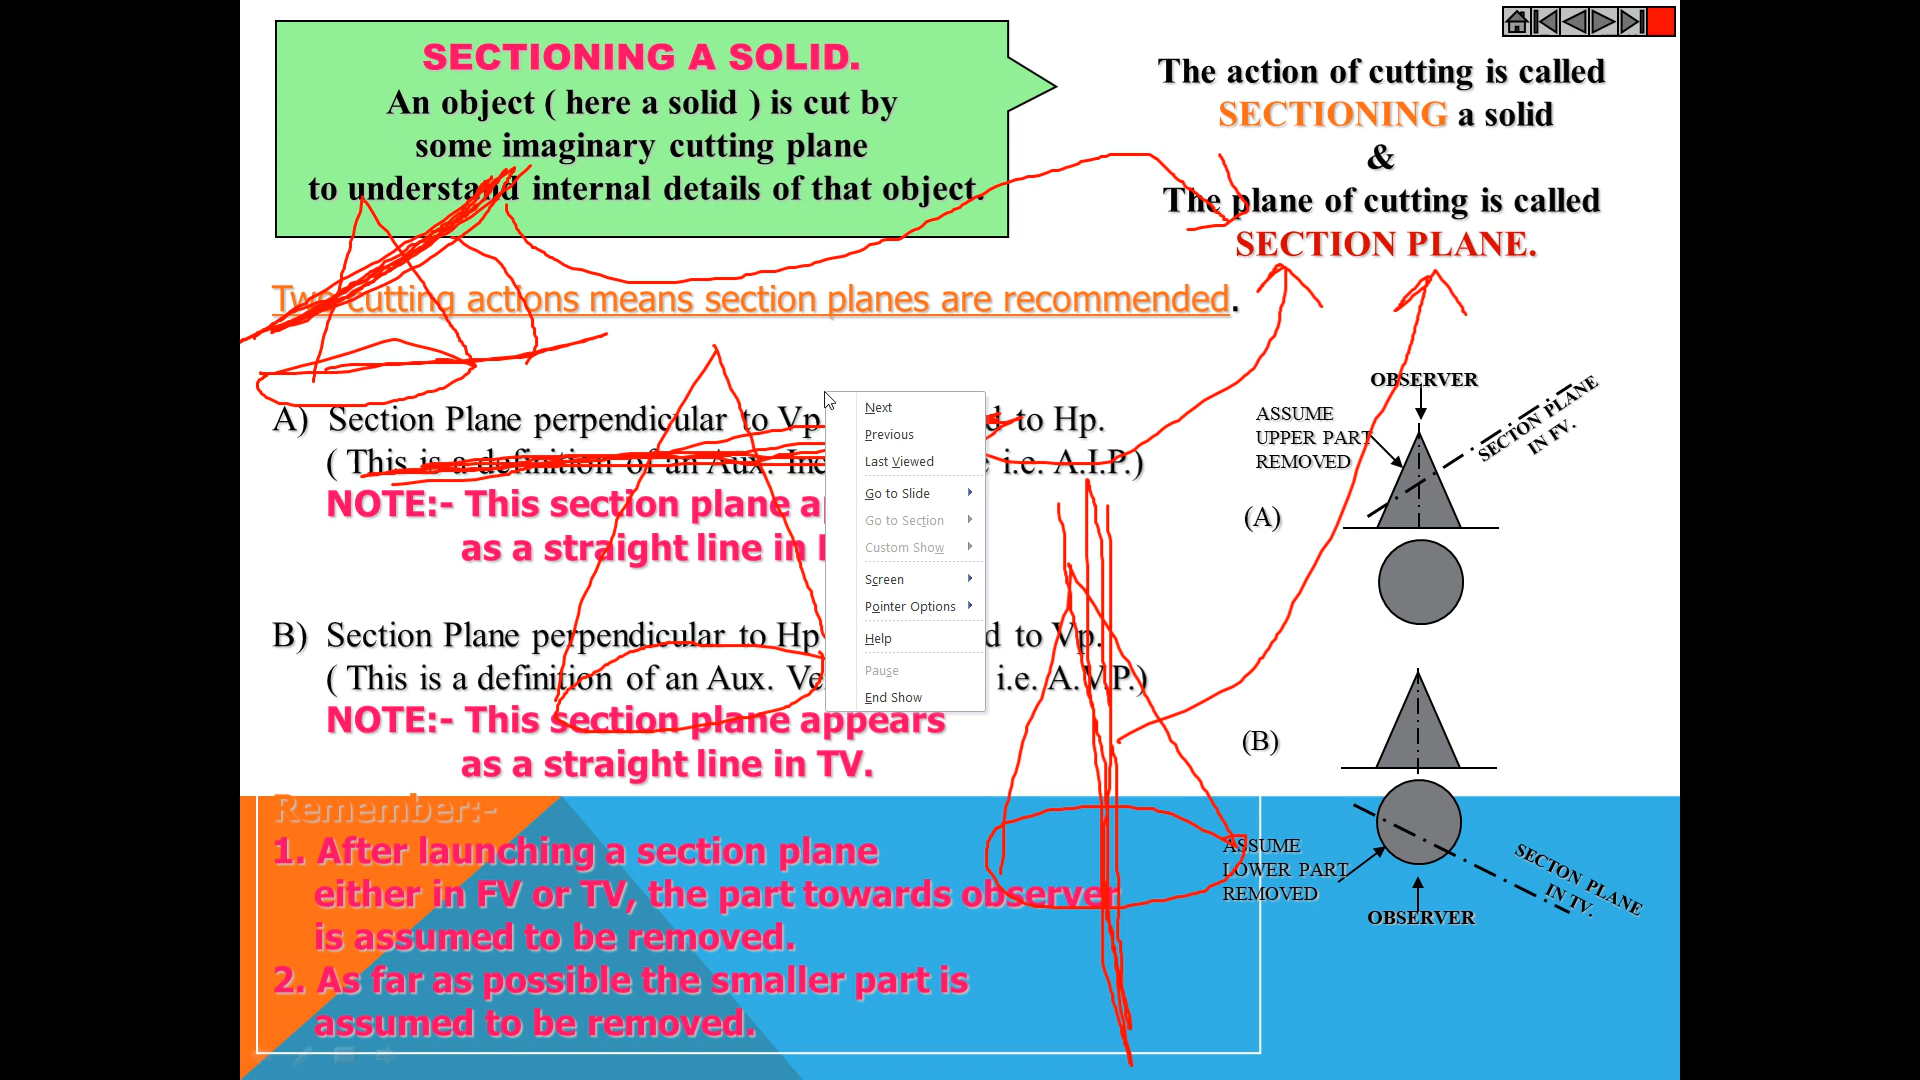 SECTIONING A SOLID.
An object ( here a solid ) is cut by
some imaginary cutting plane
to understand internal details of that object.
The action of cutting is called
SECTIONING a solid
&
The plane of cutting is called
SECTION PLANE.
Two cutting actions means section planes are recommended.
A) Section Plane perpendicular to Vp to Hp.
( This is a definition of an Aux. i.e. A.I.P.)
NOTE:- This section plane
as a straight line in
B) Section Plane perpendicular to Hp to Vp.
( This is a definition of an Aux. i.e. A.V.P.)
NOTE:- This section plane appears
as a straight line in TV.
Remember:-
1. After launching a section plane
either in FV or TV, the part towards observer
is assumed to be removed.
2. As far as possible the smaller part is
assumed to be removed.
Next
Previous
Last Viewed
Go to Slide
Go to Section
Custom Show
Screen
Pointer Options
Help
Pause
End Show
OBSERVER
ASSUME
UPPER PART
REMOVED
SECTON PLANE
IN FV.
(A)
(B)
ASSUME
LOWER PART
REMOVED
OBSERVER
SECTON PLANE
IN TV.